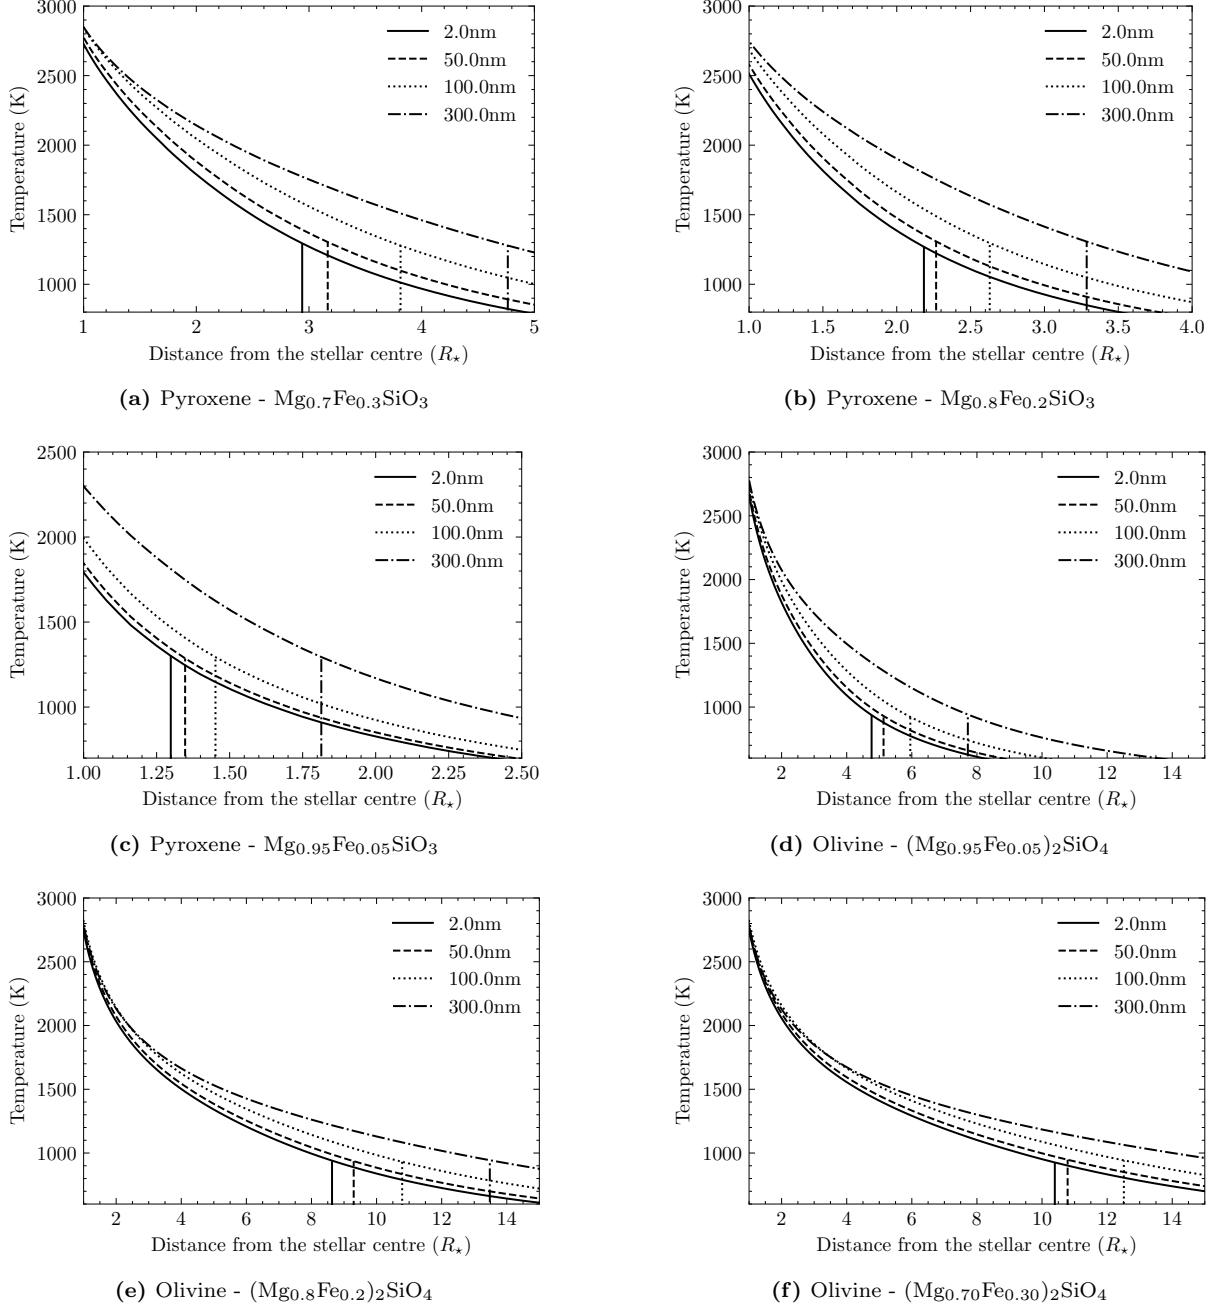 3000
2500
2000
1500
1000
Temperature (K)
2.0nm
50.0nm
100.0nm
300.0nm
1 2 3 4 5
Distance from the stellar centre (R⋆)
(a) Pyroxene - Mg₀.₇Fe₀.₃SiO₃
3000
2500
2000
1500
1000
Temperature (K)
2.0nm
50.0nm
100.0nm
300.0nm
1.0 1.5 2.0 2.5 3.0 3.5 4.0
Distance from the stellar centre (R⋆)
(b) Pyroxene - Mg₀.₈Fe₀.₂SiO₃
2500
2000
1500
1000
Temperature (K)
2.0nm
50.0nm
100.0nm
300.0nm
1.00 1.25 1.50 1.75 2.00 2.25 2.50
Distance from the stellar centre (R⋆)
(c) Pyroxene - Mg₀.₉₅Fe₀.₀₅SiO₃
3000
2500
2000
1500
1000
Temperature (K)
2.0nm
50.0nm
100.0nm
300.0nm
2 4 6 8 10 12 14
Distance from the stellar centre (R⋆)
(d) Olivine - (Mg₀.₉₅Fe₀.₀₅)₂SiO₄
3000
2500
2000
1500
1000
Temperature (K)
2.0nm
50.0nm
100.0nm
300.0nm
2 4 6 8 10 12 14
Distance from the stellar centre (R⋆)
(e) Olivine - (Mg₀.₈Fe₀.₂)₂SiO₄
3000
2500
2000
1500
1000
Temperature (K)
2.0nm
50.0nm
100.0nm
300.0nm
2 4 6 8 10 12 14
Distance from the stellar centre (R⋆)
(f) Olivine - (Mg₀.₇₀Fe₀.₃₀)₂SiO₄